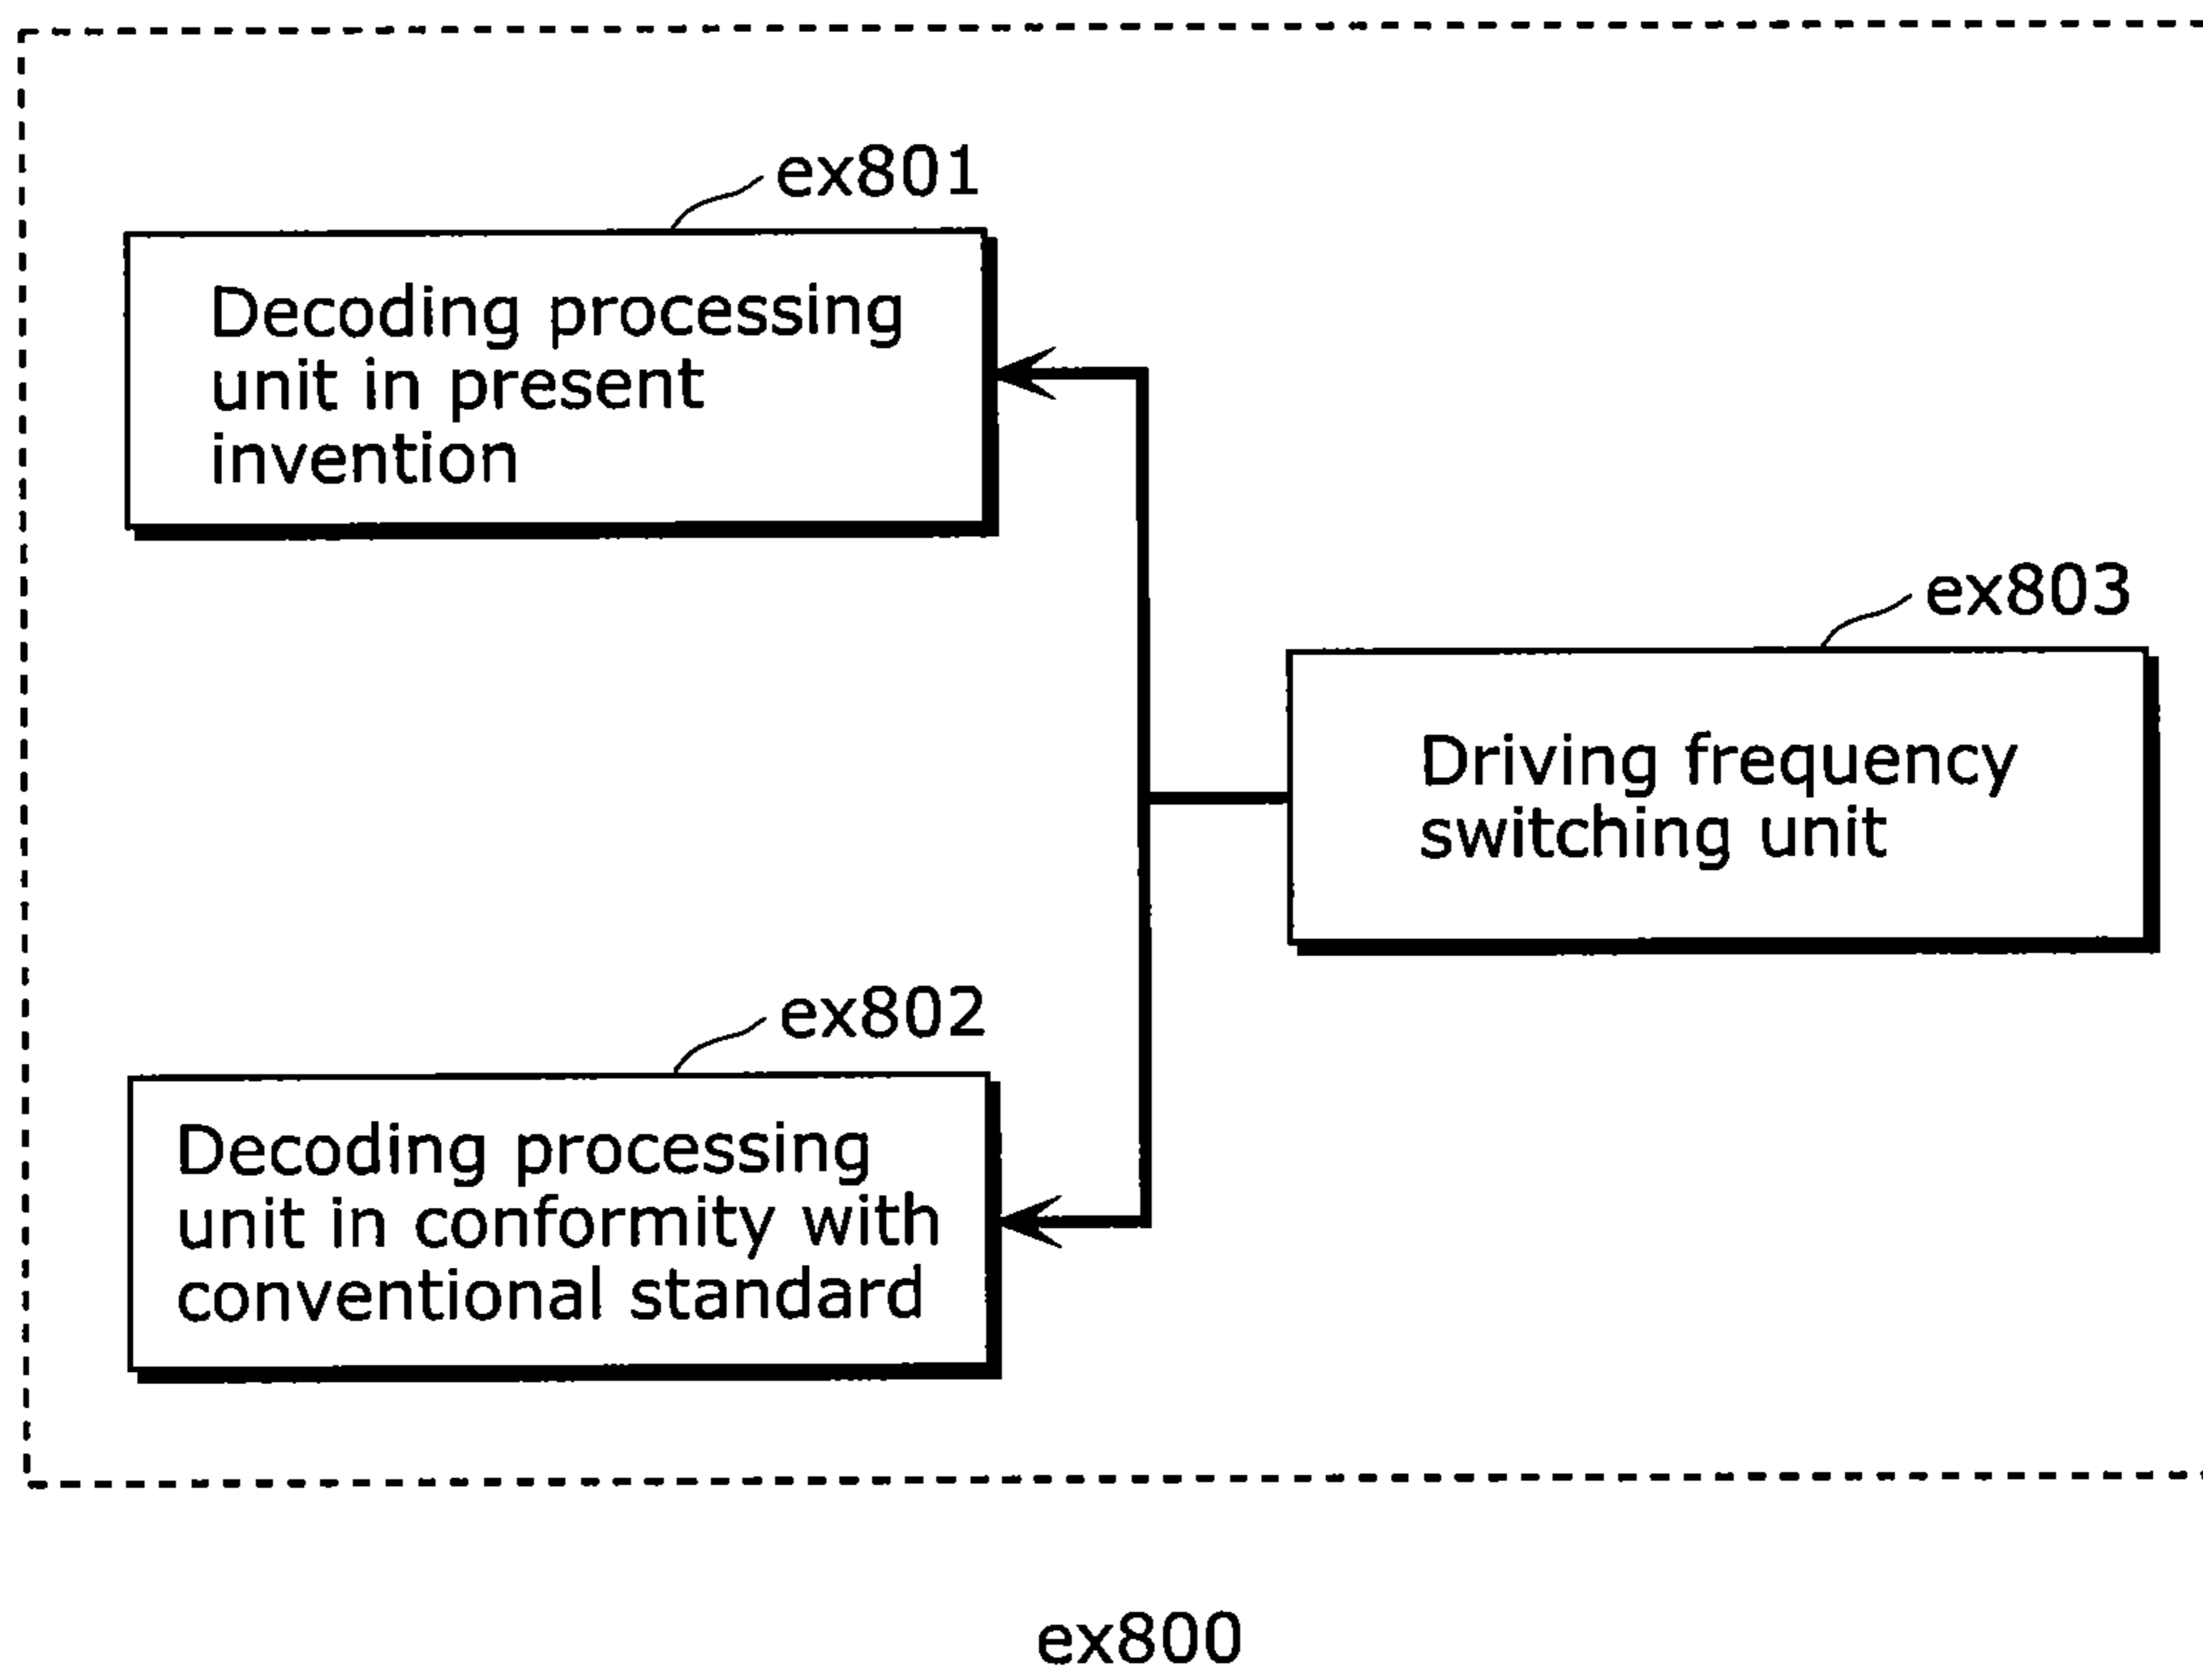 ex801
Decoding processing
unit in present
invention
ex803
Driving frequency
switching unit
ex802
Decoding processing
unit in conformity with
conventional standard
ex800